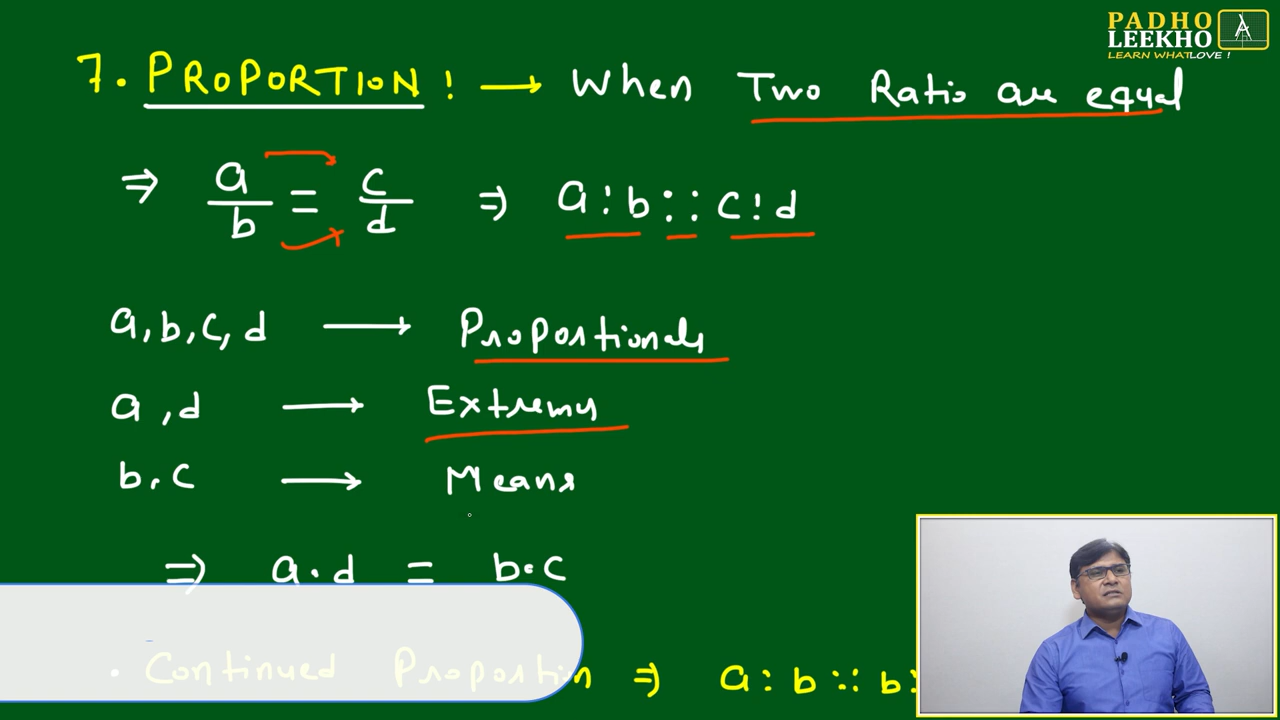 PADHO
LEEKHO
LEARN WHAT LOVE !
7. PROPORTION! → When Two Ratio are equal
⇒ a/b = c/d ⇒ a:b :: c:d
a, b, c, d → Proportionals
a, d → Extremes
b, c → Means
⇒ a.d = b.c
• Continued Proportion ⇒ a : b :: b: